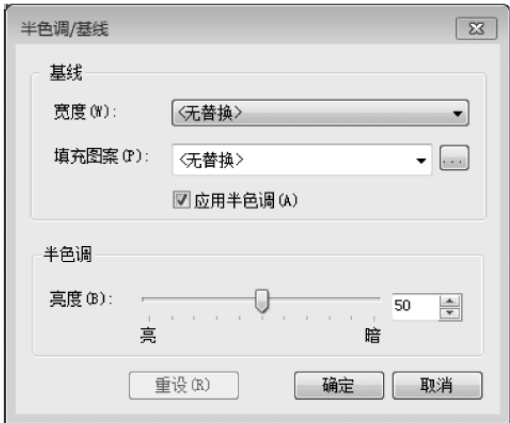 半色调/基线
基线
宽度(W):
<无替换>
填充图案(P):
<无替换>
...
应用半色调(A)
半色调
亮度(B):
50
亮
暗
重设(R)
确定
取消